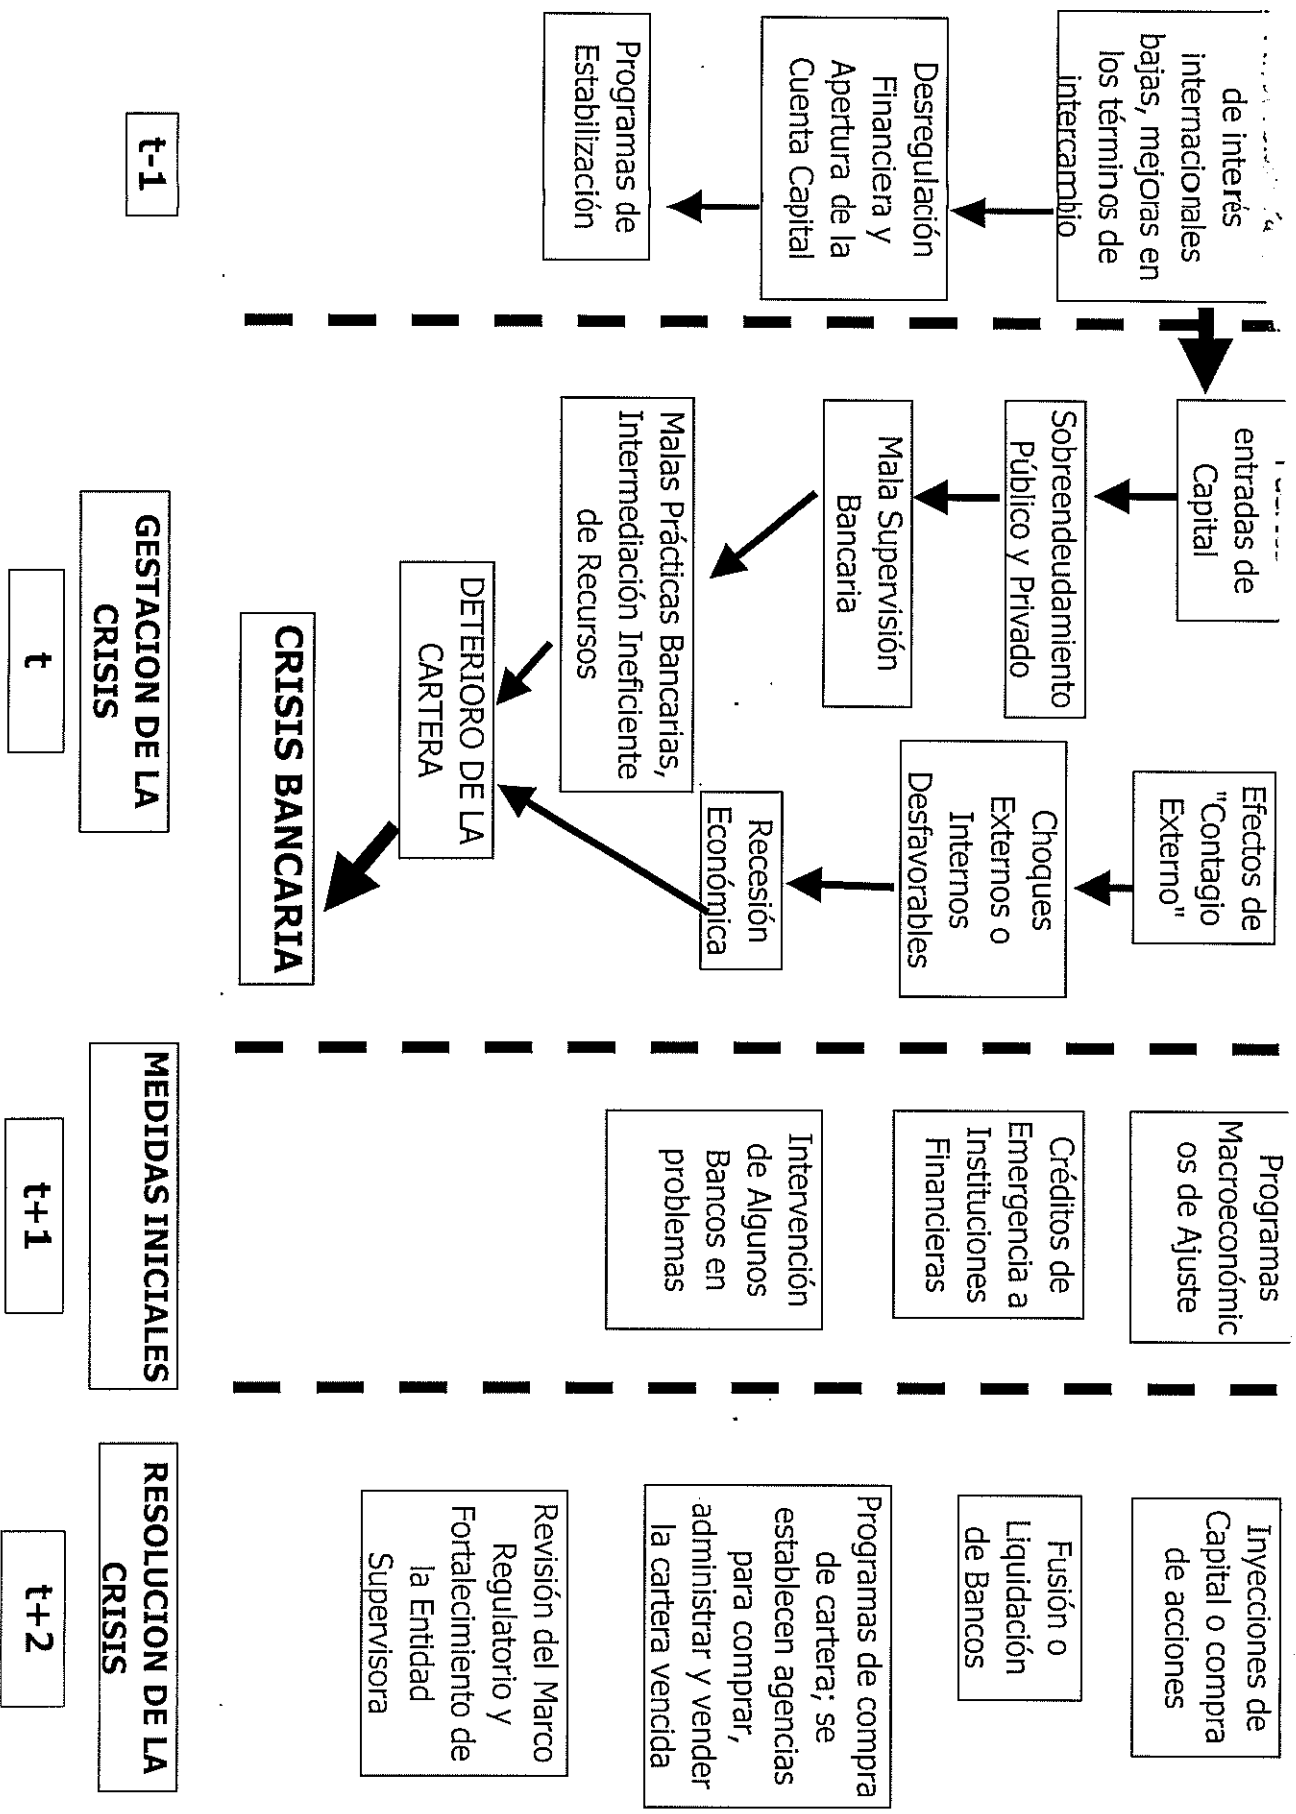 de interés
internacionales
bajas, mejoras en
los términos de
intercambio
Desregulación
Financiera y
Apertura de la
Cuenta Capital
Programas de
Estabilización
t-1
entradas de
Capital
Sobreendeudamiento
Público y Privado
Mala Supervisión
Bancaria
Malas Prácticas Bancarias,
Intermediación Ineficiente
de Recursos
Efectos de
"Contagio
Externo"
Choques
Externos o
Internos
Desfavorables
Recesión
Económica
DETERIORO DE LA
CARTERA
CRISIS BANCARIA
GESTACION DE LA
CRISIS
t
Programas
Macroeconómic
os de Ajuste
Créditos de
Emergencia a
Instituciones
Financieras
Intervención
de Algunos
Bancos en
problemas
MEDIDAS INICIALES
t+1
Inyecciones de
Capital o compra
de acciones
Fusión o
Liquidación
de Bancos
Programas de compra
de cartera; se
establecen agencias
para comprar,
administrar y vender
la cartera vencida
Revisión del Marco
Regulatorio y
Fortalecimiento de
la Entidad
Supervisora
RESOLUCION DE LA
CRISIS
t+2